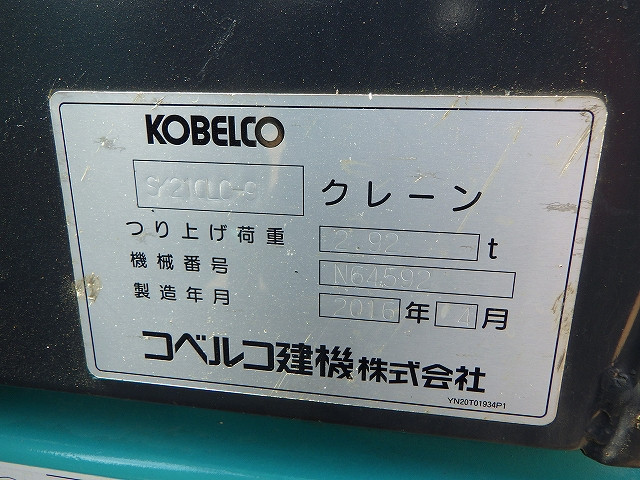 KOBELCO
SK210LC-9 クレーン
つり上げ荷重 2.92 t
機械番号 N64592
製造年月 2016 年 4 月
コベルコ建機株式会社
YN20T01934P1